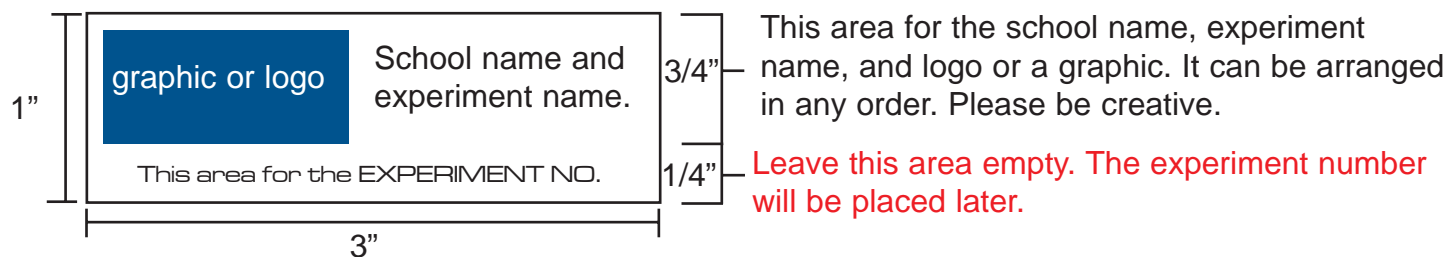 1”
graphic or logo
School name and
experiment name.
This area for the EXPERIMENT NO.
3”
3/4”
1/4”
This area for the school name, experiment
name, and logo or a graphic. It can be arranged
in any order. Please be creative.
Leave this area empty. The experiment number
will be placed later.